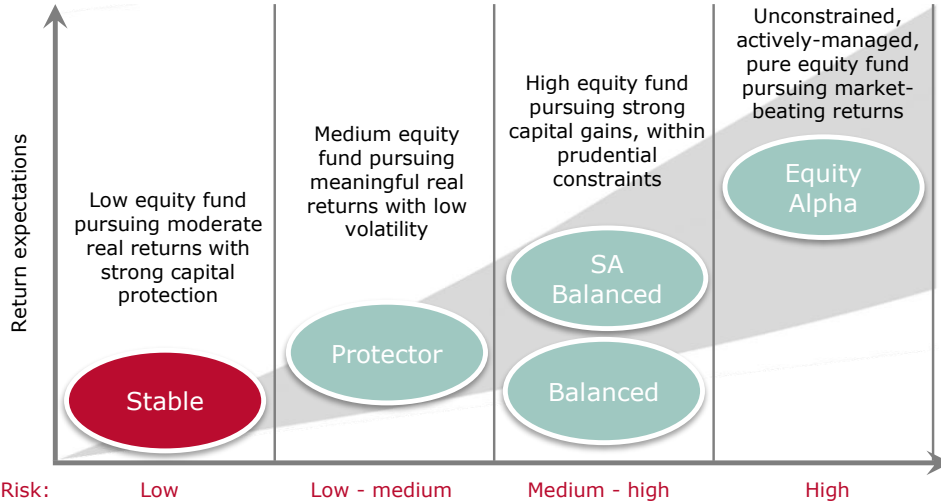 Return expectations
Low equity fund
pursuing moderate
real returns with
strong capital
protection
Stable
Medium equity
fund pursuing
meaningful real
returns with low
volatility
Protector
High equity fund
pursuing strong
capital gains, within
prudential
constraints
SA
Balanced
Balanced
Unconstrained,
actively-managed,
pure equity fund
pursuing market-
beating returns
Equity
Alpha
Risk: Low Low - medium Medium - high High